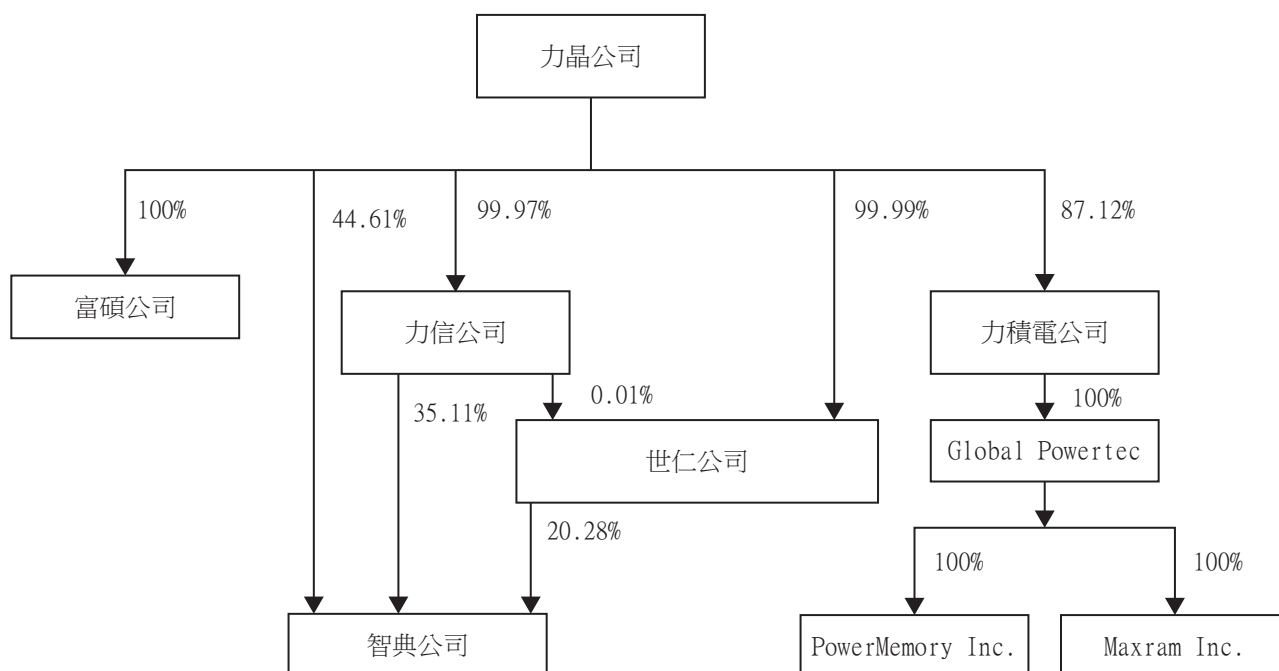 力晶公司
100%
44.61%
99.97%
99.99%
87.12%
富碩公司
力信公司
力積電公司
35.11%
0.01%
100%
世仁公司
Global Powertec
20.28%
100%
100%
智典公司
PowerMemory Inc.
Maxram Inc.